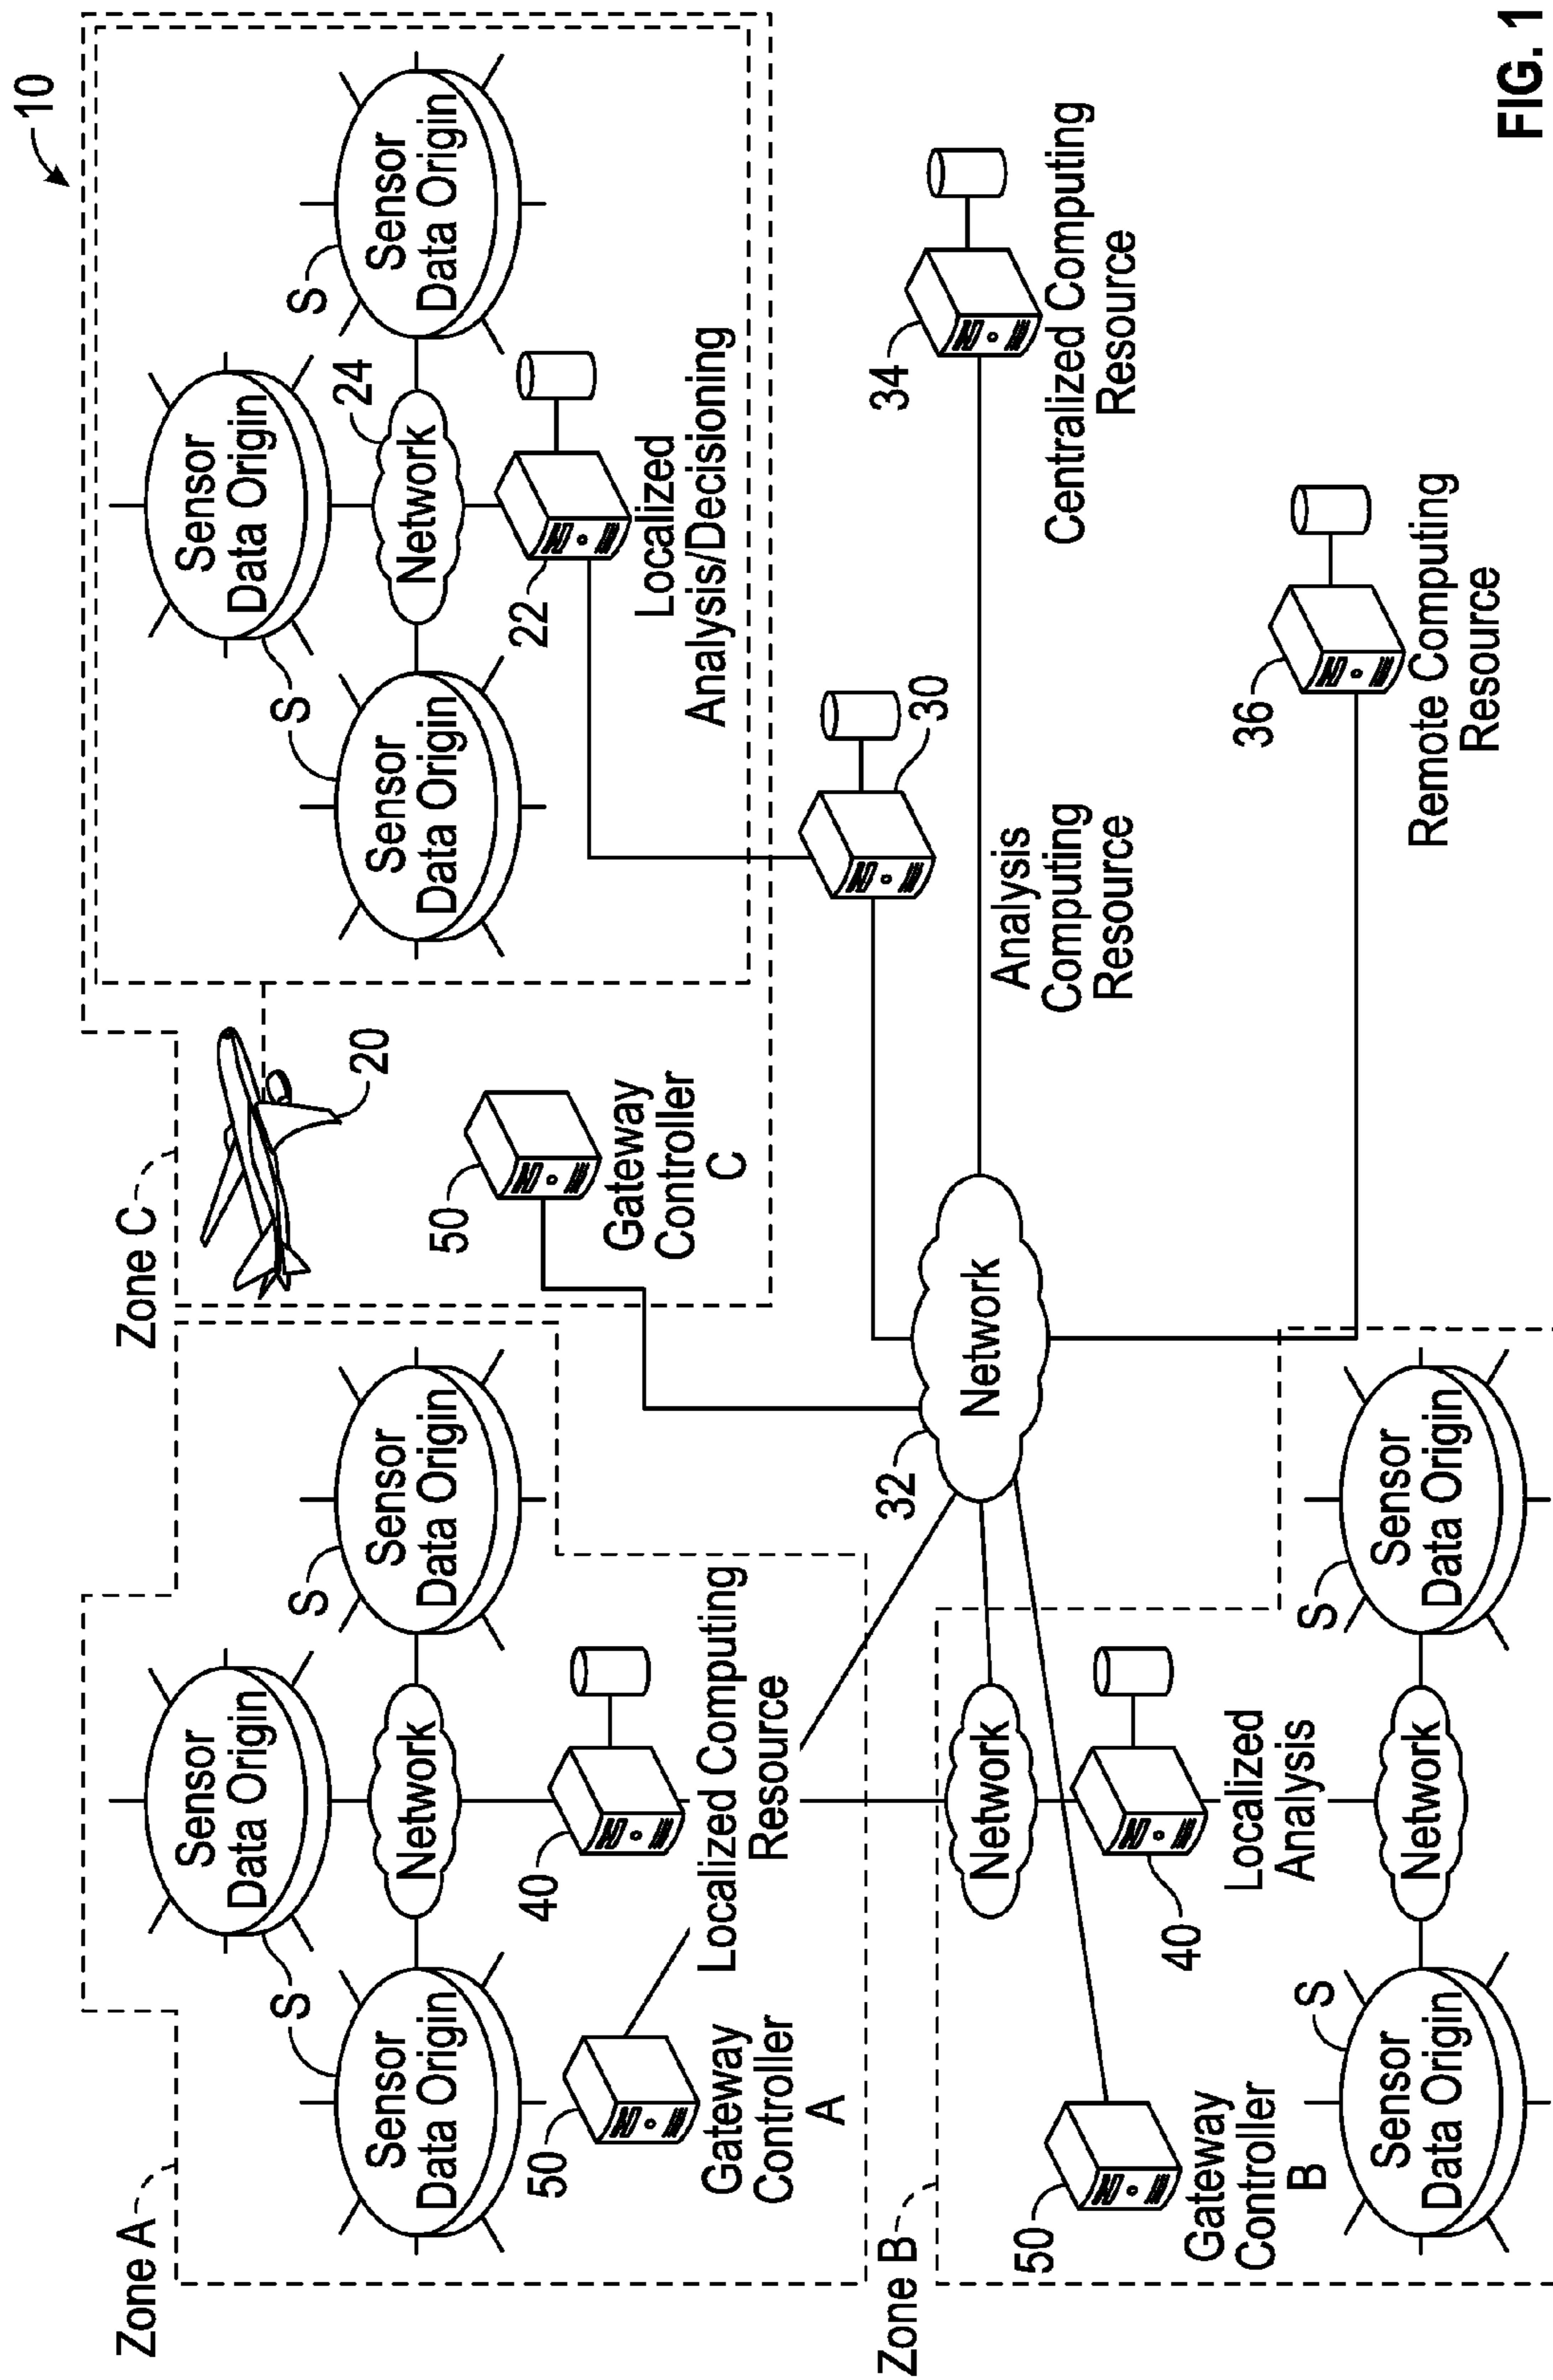 10
Zone A
Sensor
Data Origin
S
Sensor
Data Origin
S
Sensor
Data Origin
Network
40
Localized Computing
Resource
50
Gateway
Controller
A
Zone C
20
50
Gateway
Controller
C
Sensor
Data Origin
S
Sensor
Data Origin
S
Sensor
Data Origin
Network
24
22
Localized
Analysis/Decisioning
30
Analysis
Computing
Resource
34
Centralized Computing
Resource
36
Remote Computing
Resource
32
Network
Zone B
Network
40
Localized
Analysis
50
Gateway
Controller
B
Sensor
Data Origin
S
Network
Sensor
Data Origin
S
FIG. 1